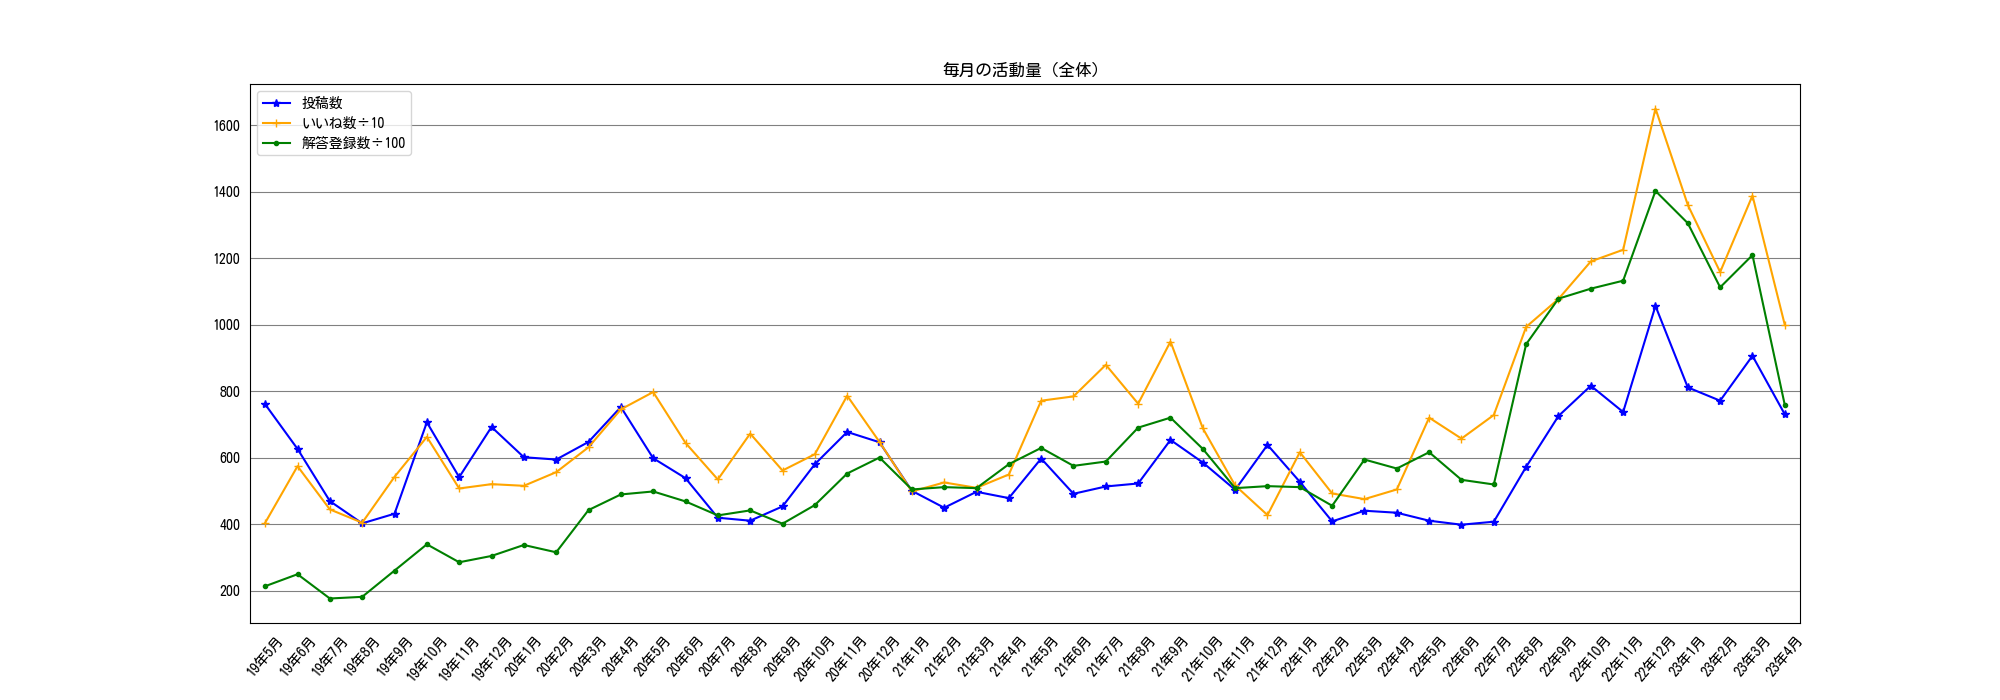 毎月の活動量（全体）
投稿数
いいね数÷10
解答登録数÷100
1600
1400
1200
1000
800
600
400
200
19年5月
19年6月
19年7月
19年8月
19年9月
19年10月
19年11月
19年12月
20年1月
20年2月
20年3月
20年4月
20年5月
20年6月
20年7月
20年8月
20年9月
20年10月
20年11月
20年12月
21年1月
21年2月
21年3月
21年4月
21年5月
21年6月
21年7月
21年8月
21年9月
21年10月
21年11月
21年12月
22年1月
22年2月
22年3月
22年4月
22年5月
22年6月
22年7月
22年8月
22年9月
22年10月
22年11月
22年12月
23年1月
23年2月
23年3月
23年4月